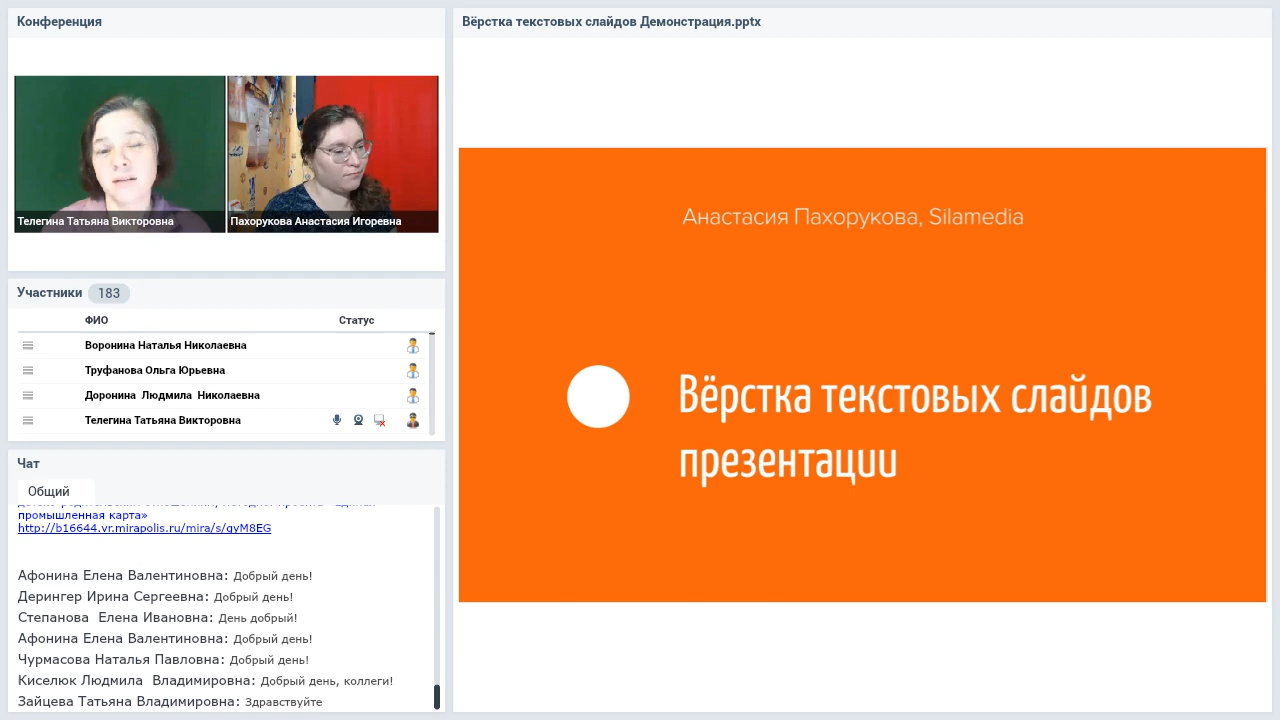 Конференция
Телегина Татьяна Викторовна
Пахорукова Анастасия Игоревна
Участники 183
ФИО Статус
Воронина Наталья Николаевна
Труфанова Ольга Юрьевна
Доронина Людмила Николаевна
Телегина Татьяна Викторовна
Чат
Общий
промышленная карта»
http://b16644.vr.mirapolis.ru/mira/s/gyM8EG
Афонина Елена Валентиновна: Добрый день!
Дерингер Ирина Сергеевна: Добрый день!
Степанова Елена Ивановна: День добрый!
Афонина Елена Валентиновна: Добрый день!
Чурмасова Наталья Павловна: Добрый день!
Киселюк Людмила Владимировна: Добрый день, коллеги!
Зайцева Татьяна Владимировна: Здравствуйте
Вёрстка текстовых слайдов Демонстрация.pptx
Анастасия Пахорукова, Silamedia
Вёрстка текстовых слайдов
презентации